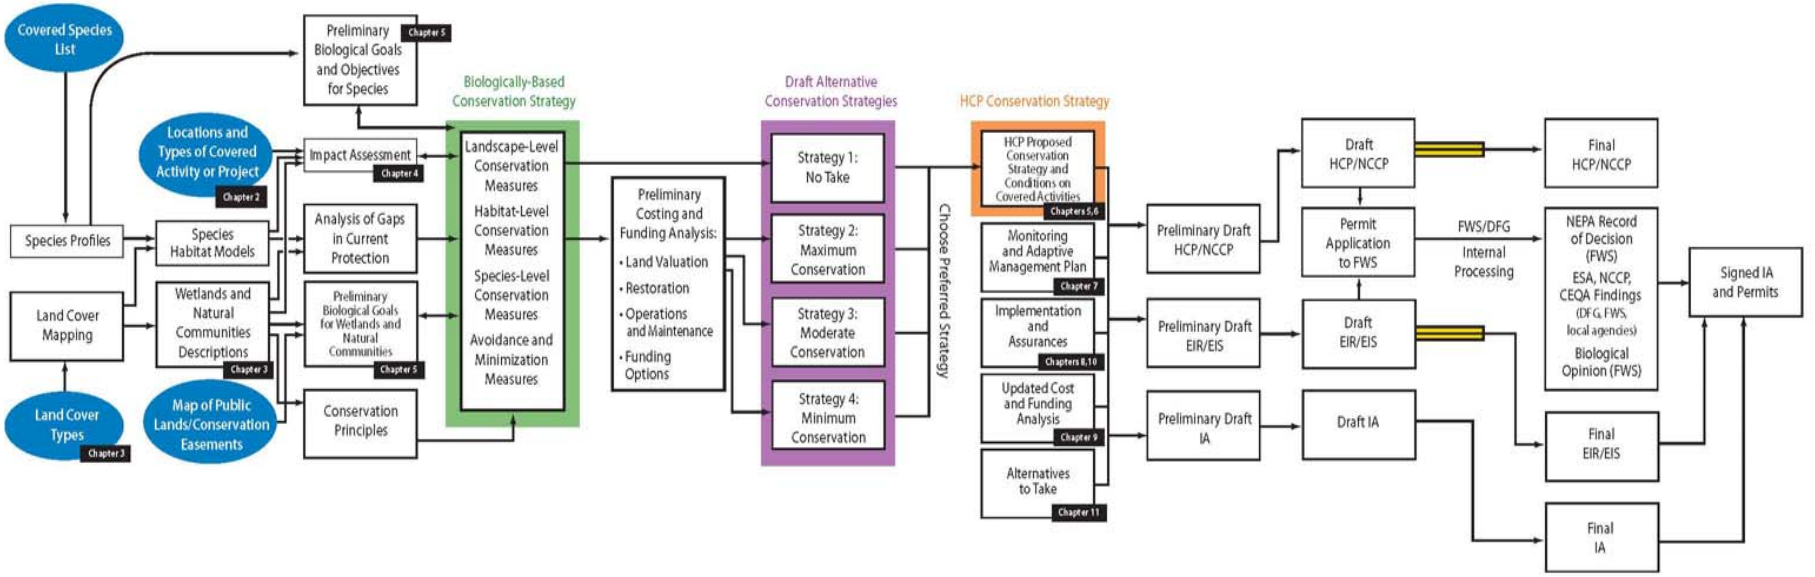 Covered Species
List
Preliminary
Biological Goals
and Objectives
for Species
Chapter 5
Locations and
Types of Covered
Activity or Project
Chapter 2
Impact Assessment
Chapter 4
Species Profiles
Species
Habitat Models
Analysis of Gaps
in Current
Protection
Land Cover
Mapping
Wetlands and
Natural
Communities
Descriptions
Chapter 3
Preliminary
Biological Goals
for Wetlands and
Natural
Communities
Chapter 5
Land Cover
Types
Chapter 3
Map of Public
Lands/Conservation
Easements
Conservation
Principles
Biologically-Based
Conservation Strategy
Landscape-Level
Conservation
Measures
Habitat-Level
Conservation
Measures
Species-Level
Conservation
Measures
Avoidance and
Minimization
Measures
Preliminary
Costing and
Funding Analysis:
• Land Valuation
• Restoration
• Operations
and Maintenance
• Funding
Options
Draft Alternative
Conservation Strategies
Strategy 1:
No Take
Strategy 2:
Maximum
Conservation
Strategy 3:
Moderate
Conservation
Strategy 4:
Minimum
Conservation
Choose Preferred Strategy
HCP Conservation Strategy
HCP Proposed
Conservation
Strategy and
Conditions on
Covered Activities
Chapters 5,6
Monitoring
and Adaptive
Management Plan
Chapter 7
Implementation
and
Assurances
Chapters 8,10
Updated Cost
and Funding
Analysis
Chapter 9
Alternatives
to Take
Chapter 11
Preliminary Draft
HCP/NCCP
Preliminary Draft
EIR/EIS
Preliminary Draft
IA
Draft
HCP/NCCP
Permit
Application
to FWS
Draft
EIR/EIS
Draft IA
FWS/DFG
Internal
Processing
Final
HCP/NCCP
NEPA Record
of Decision
(FWS)
ESA, NCCP,
CEQA Findings
(DFG, FWS,
local agencies)
Biological
Opinion (FWS)
Final
EIR/EIS
Final
IA
Signed IA
and Permits